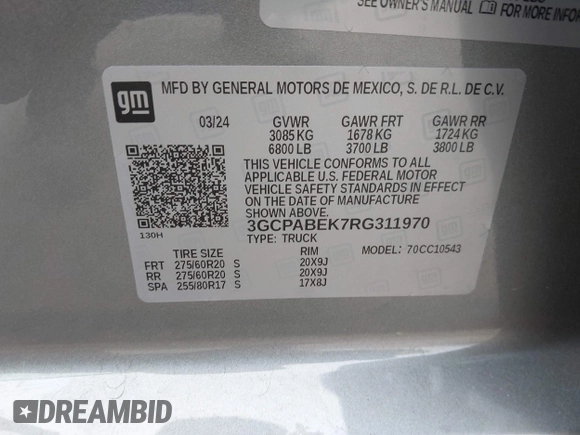 SEE OWNER'S MANUAL FOR MORE INFORMATION
gm
MFD BY GENERAL MOTORS DE MEXICO, S. DE R.L. DE C.V.
03/24 GVWR GAWR FRT GAWR RR
3085 KG 1678 KG 1724 KG
6800 LB 3700 LB 3800 LB
THIS VEHICLE CONFORMS TO ALL
APPLICABLE U.S. FEDERAL MOTOR
VEHICLE SAFETY STANDARDS IN EFFECT
ON THE DATE OF MANUFACTURE
SHOWN ABOVE.
3GCPABEK7RG311970
130H
TYPE: TRUCK MODEL: 70CC10543
TIRE SIZE RIM
FRT 275/60R20 S 20X9J
RR 275/60R20 S 20X9J
SPA 255/80R17 S 17X8J
DREAMBID